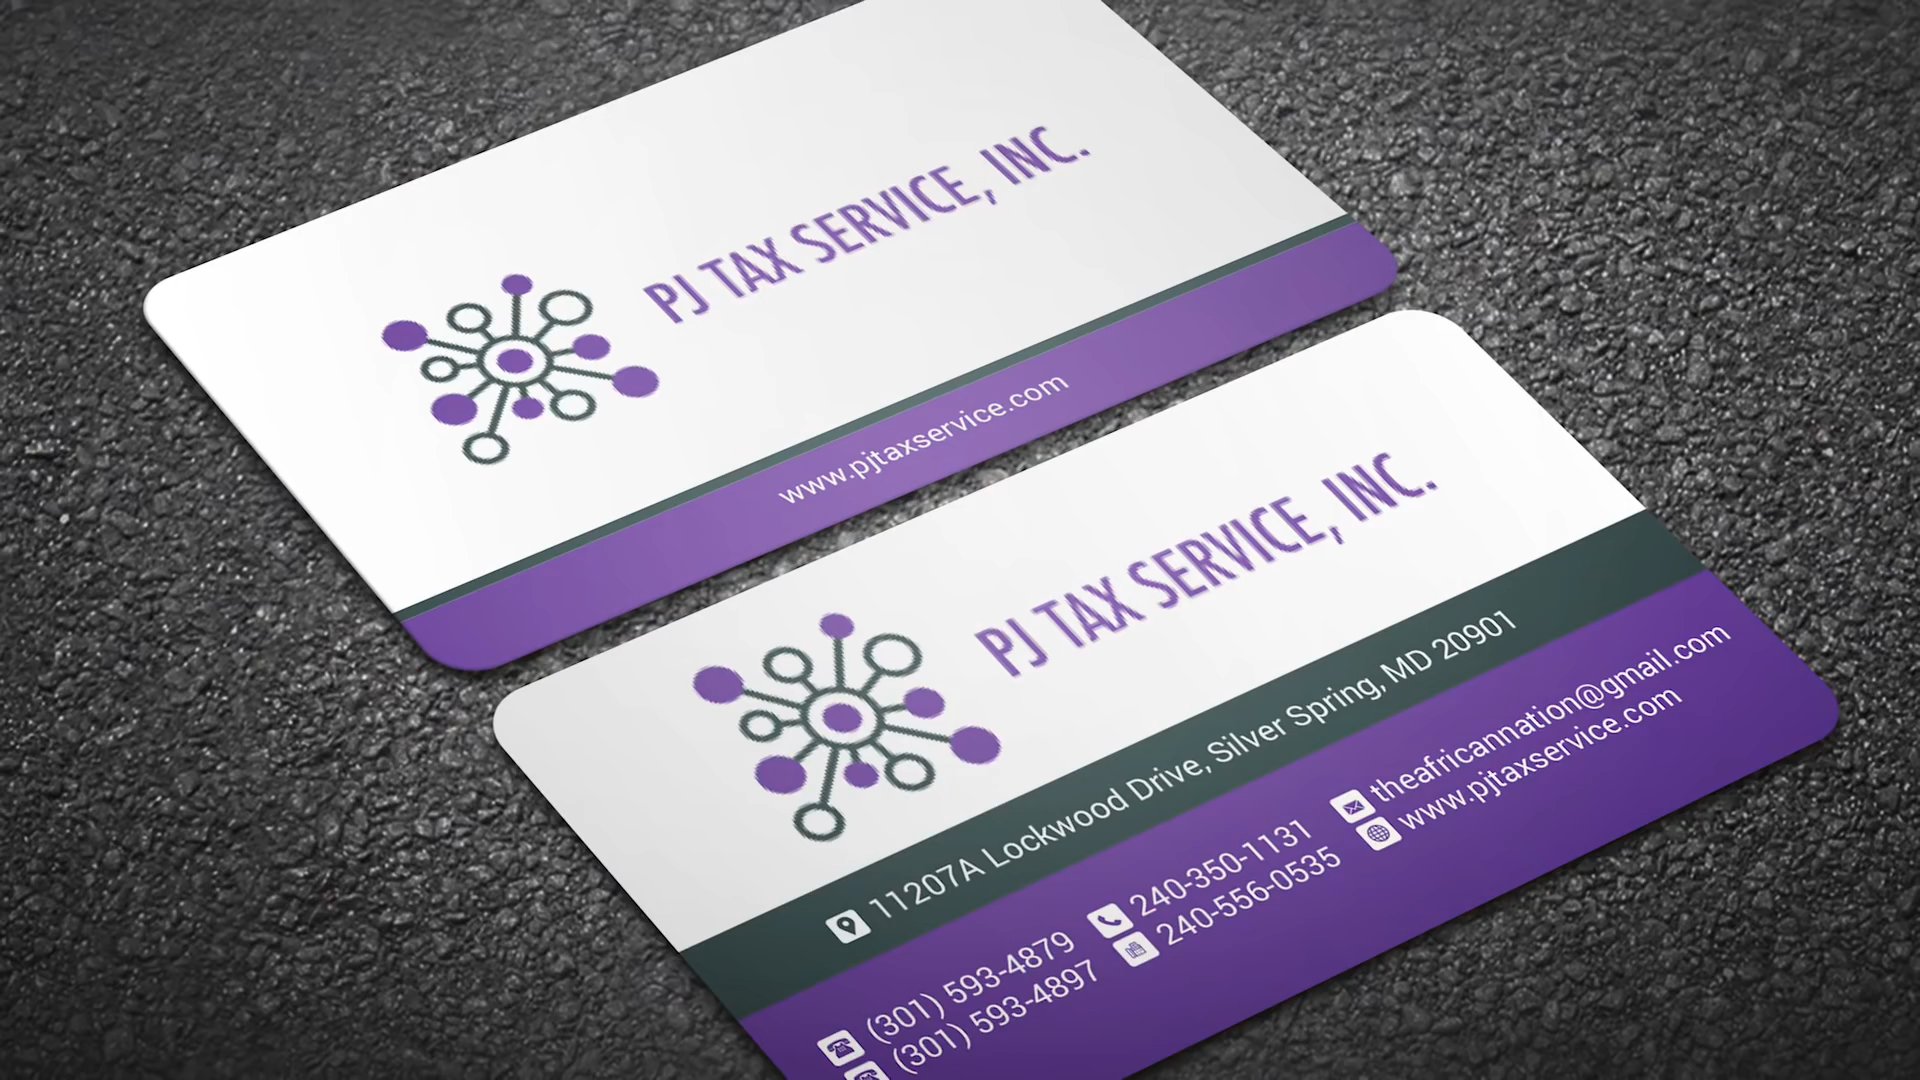 PJ TAX SERVICE, INC.
www.pjtaxservice.com
PJ TAX SERVICE, INC.
11207A Lockwood Drive, Silver Spring, MD 20901
(301) 593-4879
(301) 593-4897
240-350-1131
240-556-0535
theafricannation@gmail.com
www.pjtaxservice.com